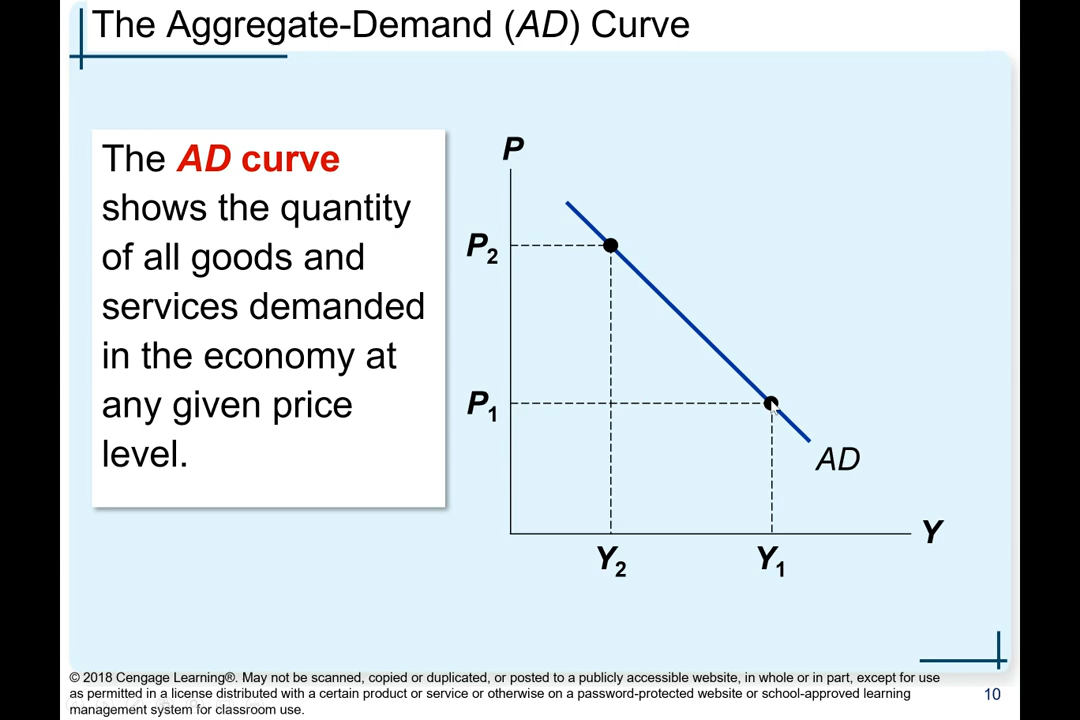 The Aggregate-Demand (AD) Curve
The AD curve
shows the quantity
of all goods and
services demanded
in the economy at
any given price
level.
P
P2
P1
AD
Y
Y2
Y1
© 2018 Cengage Learning®. May not be scanned, copied or duplicated, or posted to a publicly accessible website, in whole or in part, except for use
as permitted in a license distributed with a certain product or service or otherwise on a password-protected website or school-approved learning
management system for classroom use.
10